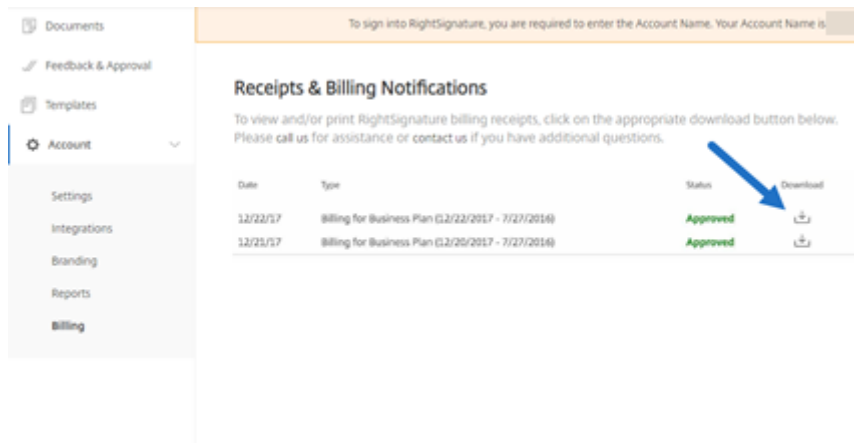 Documents
To sign into RightSignature, you are required to enter the Account Name. Your Account Name is
Feedback & Approval
Templates
Account
Settings
Integrations
Branding
Reports
Billing
Receipts & Billing Notifications
To view and/or print RightSignature billing receipts, click on the appropriate download button below.
Please call us for assistance or contact us if you have additional questions.
Date Type Status Download
12/22/17 Billing for Business Plan (12/22/2017 - 7/27/2016) Approved
12/21/17 Billing for Business Plan (12/20/2017 - 7/27/2016) Approved